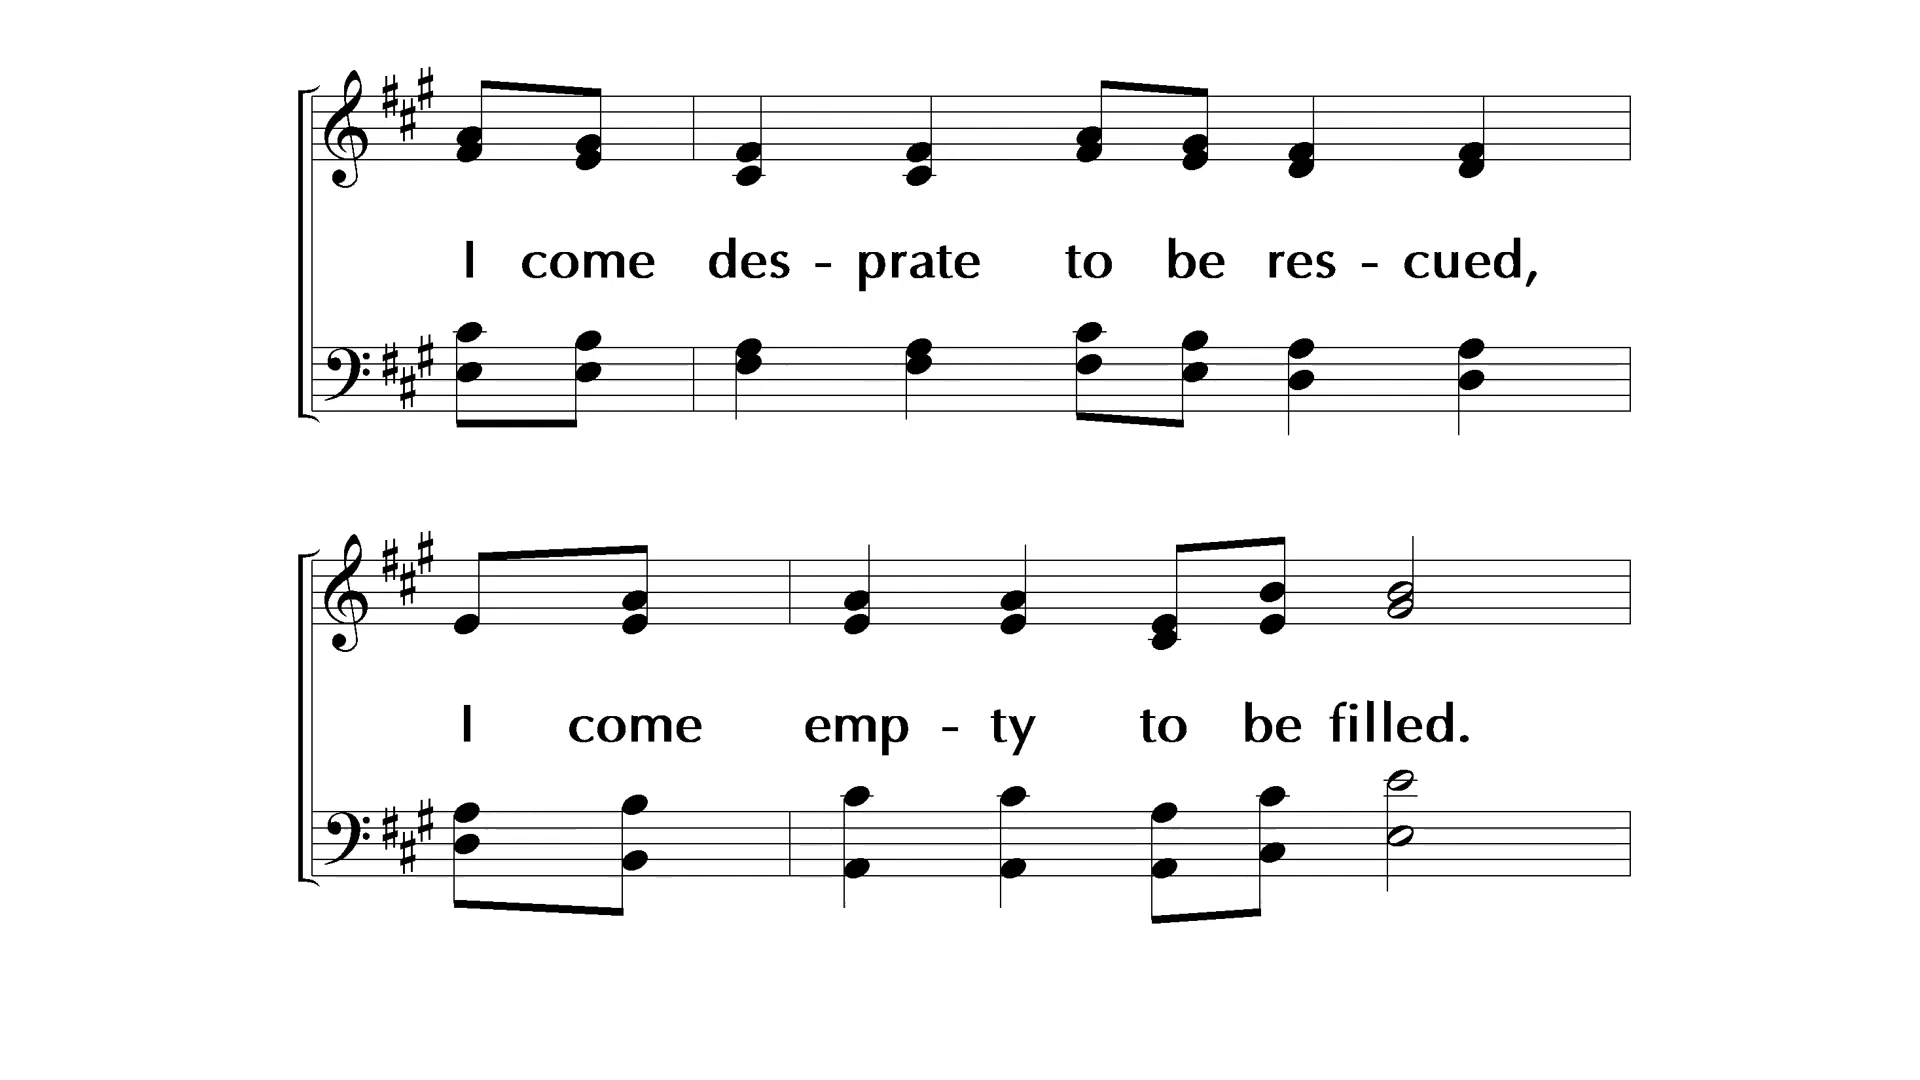 I come des - prate to be res - cued,
I come emp - ty to be filled.